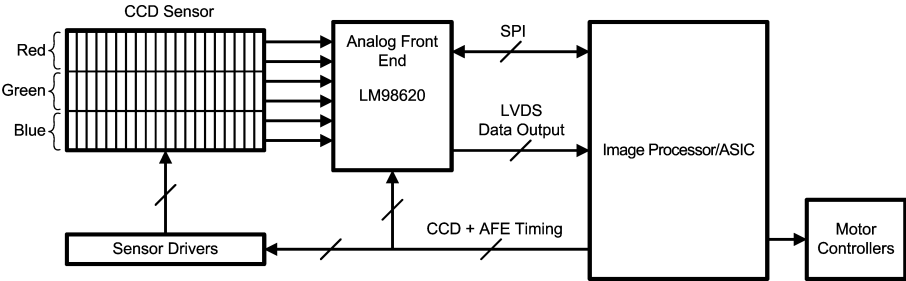 CCD Sensor
Red
Green
Blue
Analog Front
End
LM98620
SPI
LVDS
Data Output
Image Processor/ASIC
CCD + AFE Timing
Sensor Drivers
Motor
Controllers